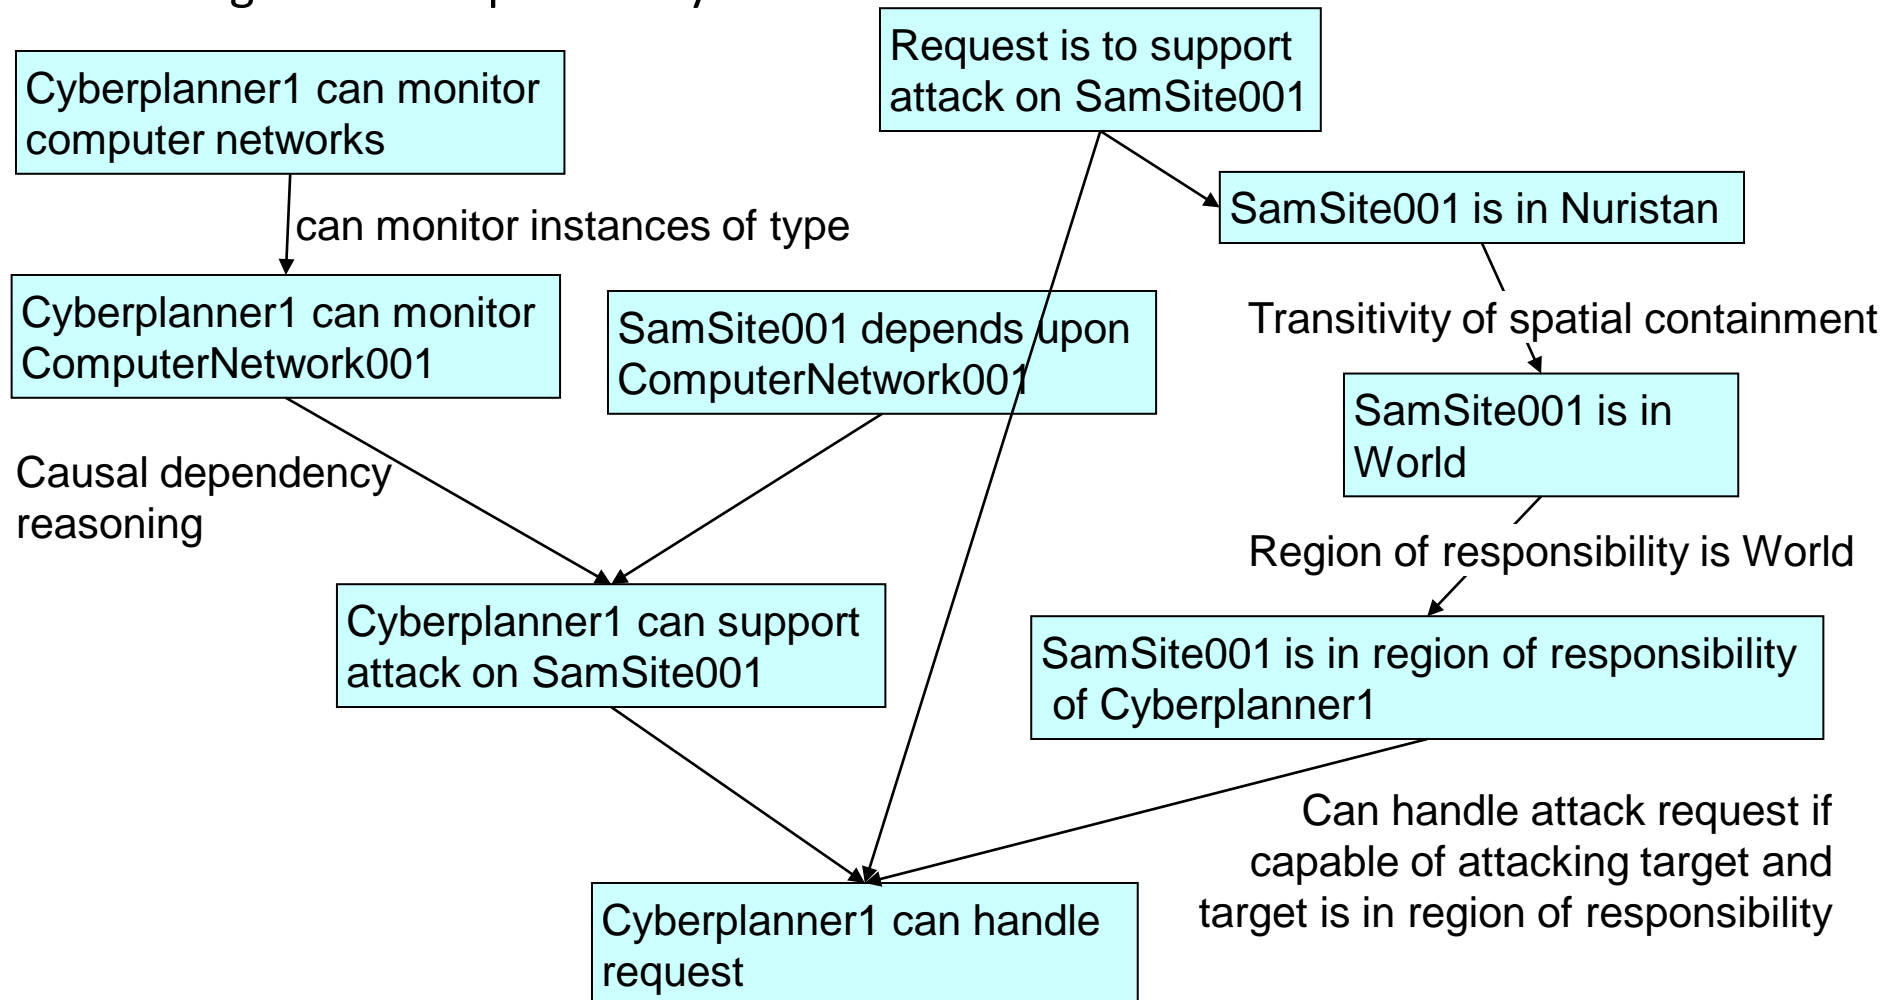 Cyberplanner1 can monitor
computer networks
Request is to support
attack on SamSite001
SamSite001 is in Nuristan
can monitor instances of type
Cyberplanner1 can monitor
ComputerNetwork001
SamSite001 depends upon
ComputerNetwork001
Transitivity of spatial containment
SamSite001 is in
World
Causal dependency
reasoning
Region of responsibility is World
Cyberplanner1 can support
attack on SamSite001
SamSite001 is in region of responsibility
of Cyberplanner1
Can handle attack request if
capable of attacking target and
target is in region of responsibility
Cyberplanner1 can handle
request